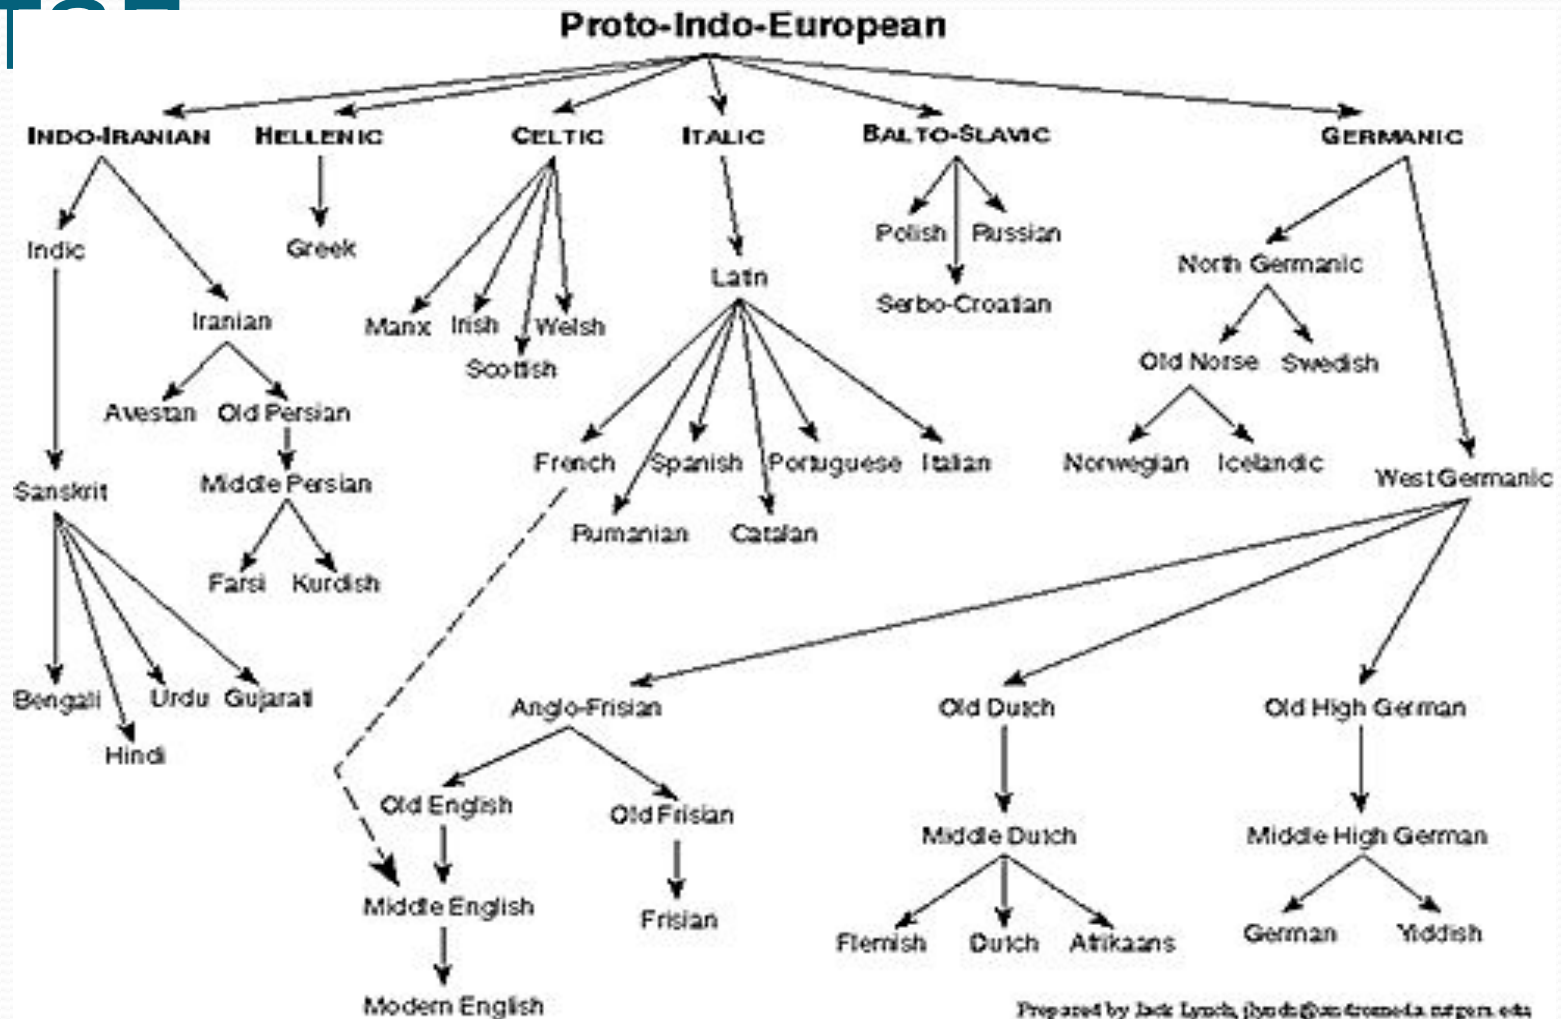 Proto-Indo-European
INDO-IRANIAN HELLENIC CELTIC ITALIC BALTO-SLAVIC GERMANIC
Indic Greek Polish Russian
North Germanic
Latin
Serbo-Croatian
Iranian Manx Irish Welsh
Scottish
Old Norse Swedish
Avestan Old Persian
French Spanish Portuguese Italian
Norwegian Icelandic
West Germanic
Sanskrit Middle Persian
Rumanian Catalan
Farsi Kurdish
Bengali Urdu Gujarati
Hindi
Anglo-Frisian Old Dutch Old High German
Old English Old Frisian
Middle Dutch Middle High German
Middle English Frisian
Flemish Dutch Afrikaans German Yiddish
Modern English
Prepared by Jack Lynch,